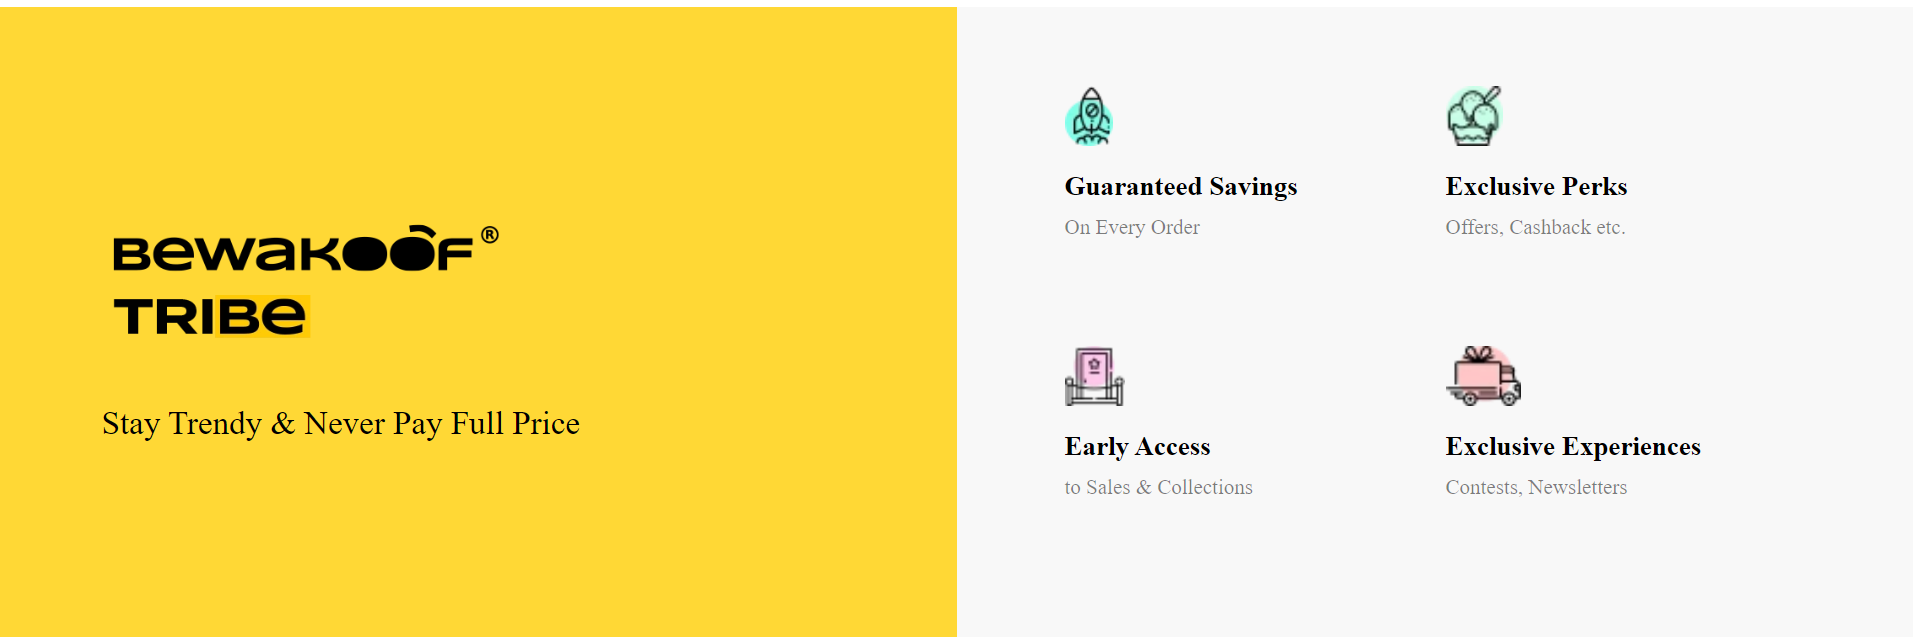 Bewakoof®
TRIBe
Stay Trendy & Never Pay Full Price
Guaranteed Savings
On Every Order
Exclusive Perks
Offers, Cashback etc.
Early Access
to Sales & Collections
Exclusive Experiences
Contests, Newsletters